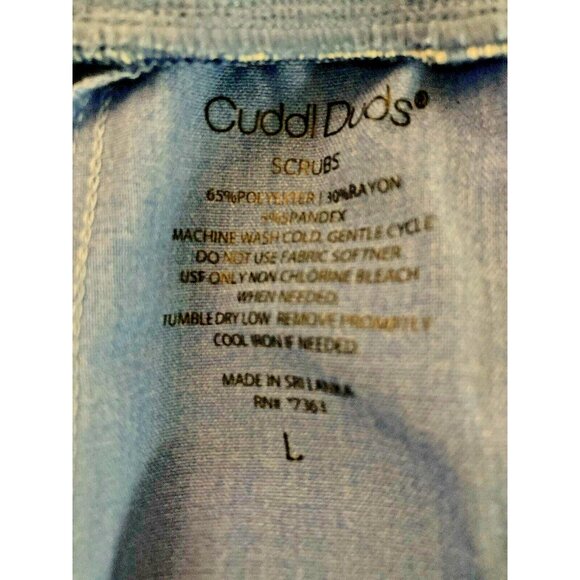 Cuddl Duds®
SCRUBS
65%POLYESTER | 30%RAYON
5%SPANDEX
MACHINE WASH COLD. GENTLE CYCLE
DO NOT USE FABRIC SOFTNER.
USE ONLY NON CHLORINE BLEACH
WHEN NEEDED.
TUMBLE DRY LOW REMOVE PROMPTLY
COOL IRON IF NEEDED.
MADE IN SRI LANKA
RN#
L